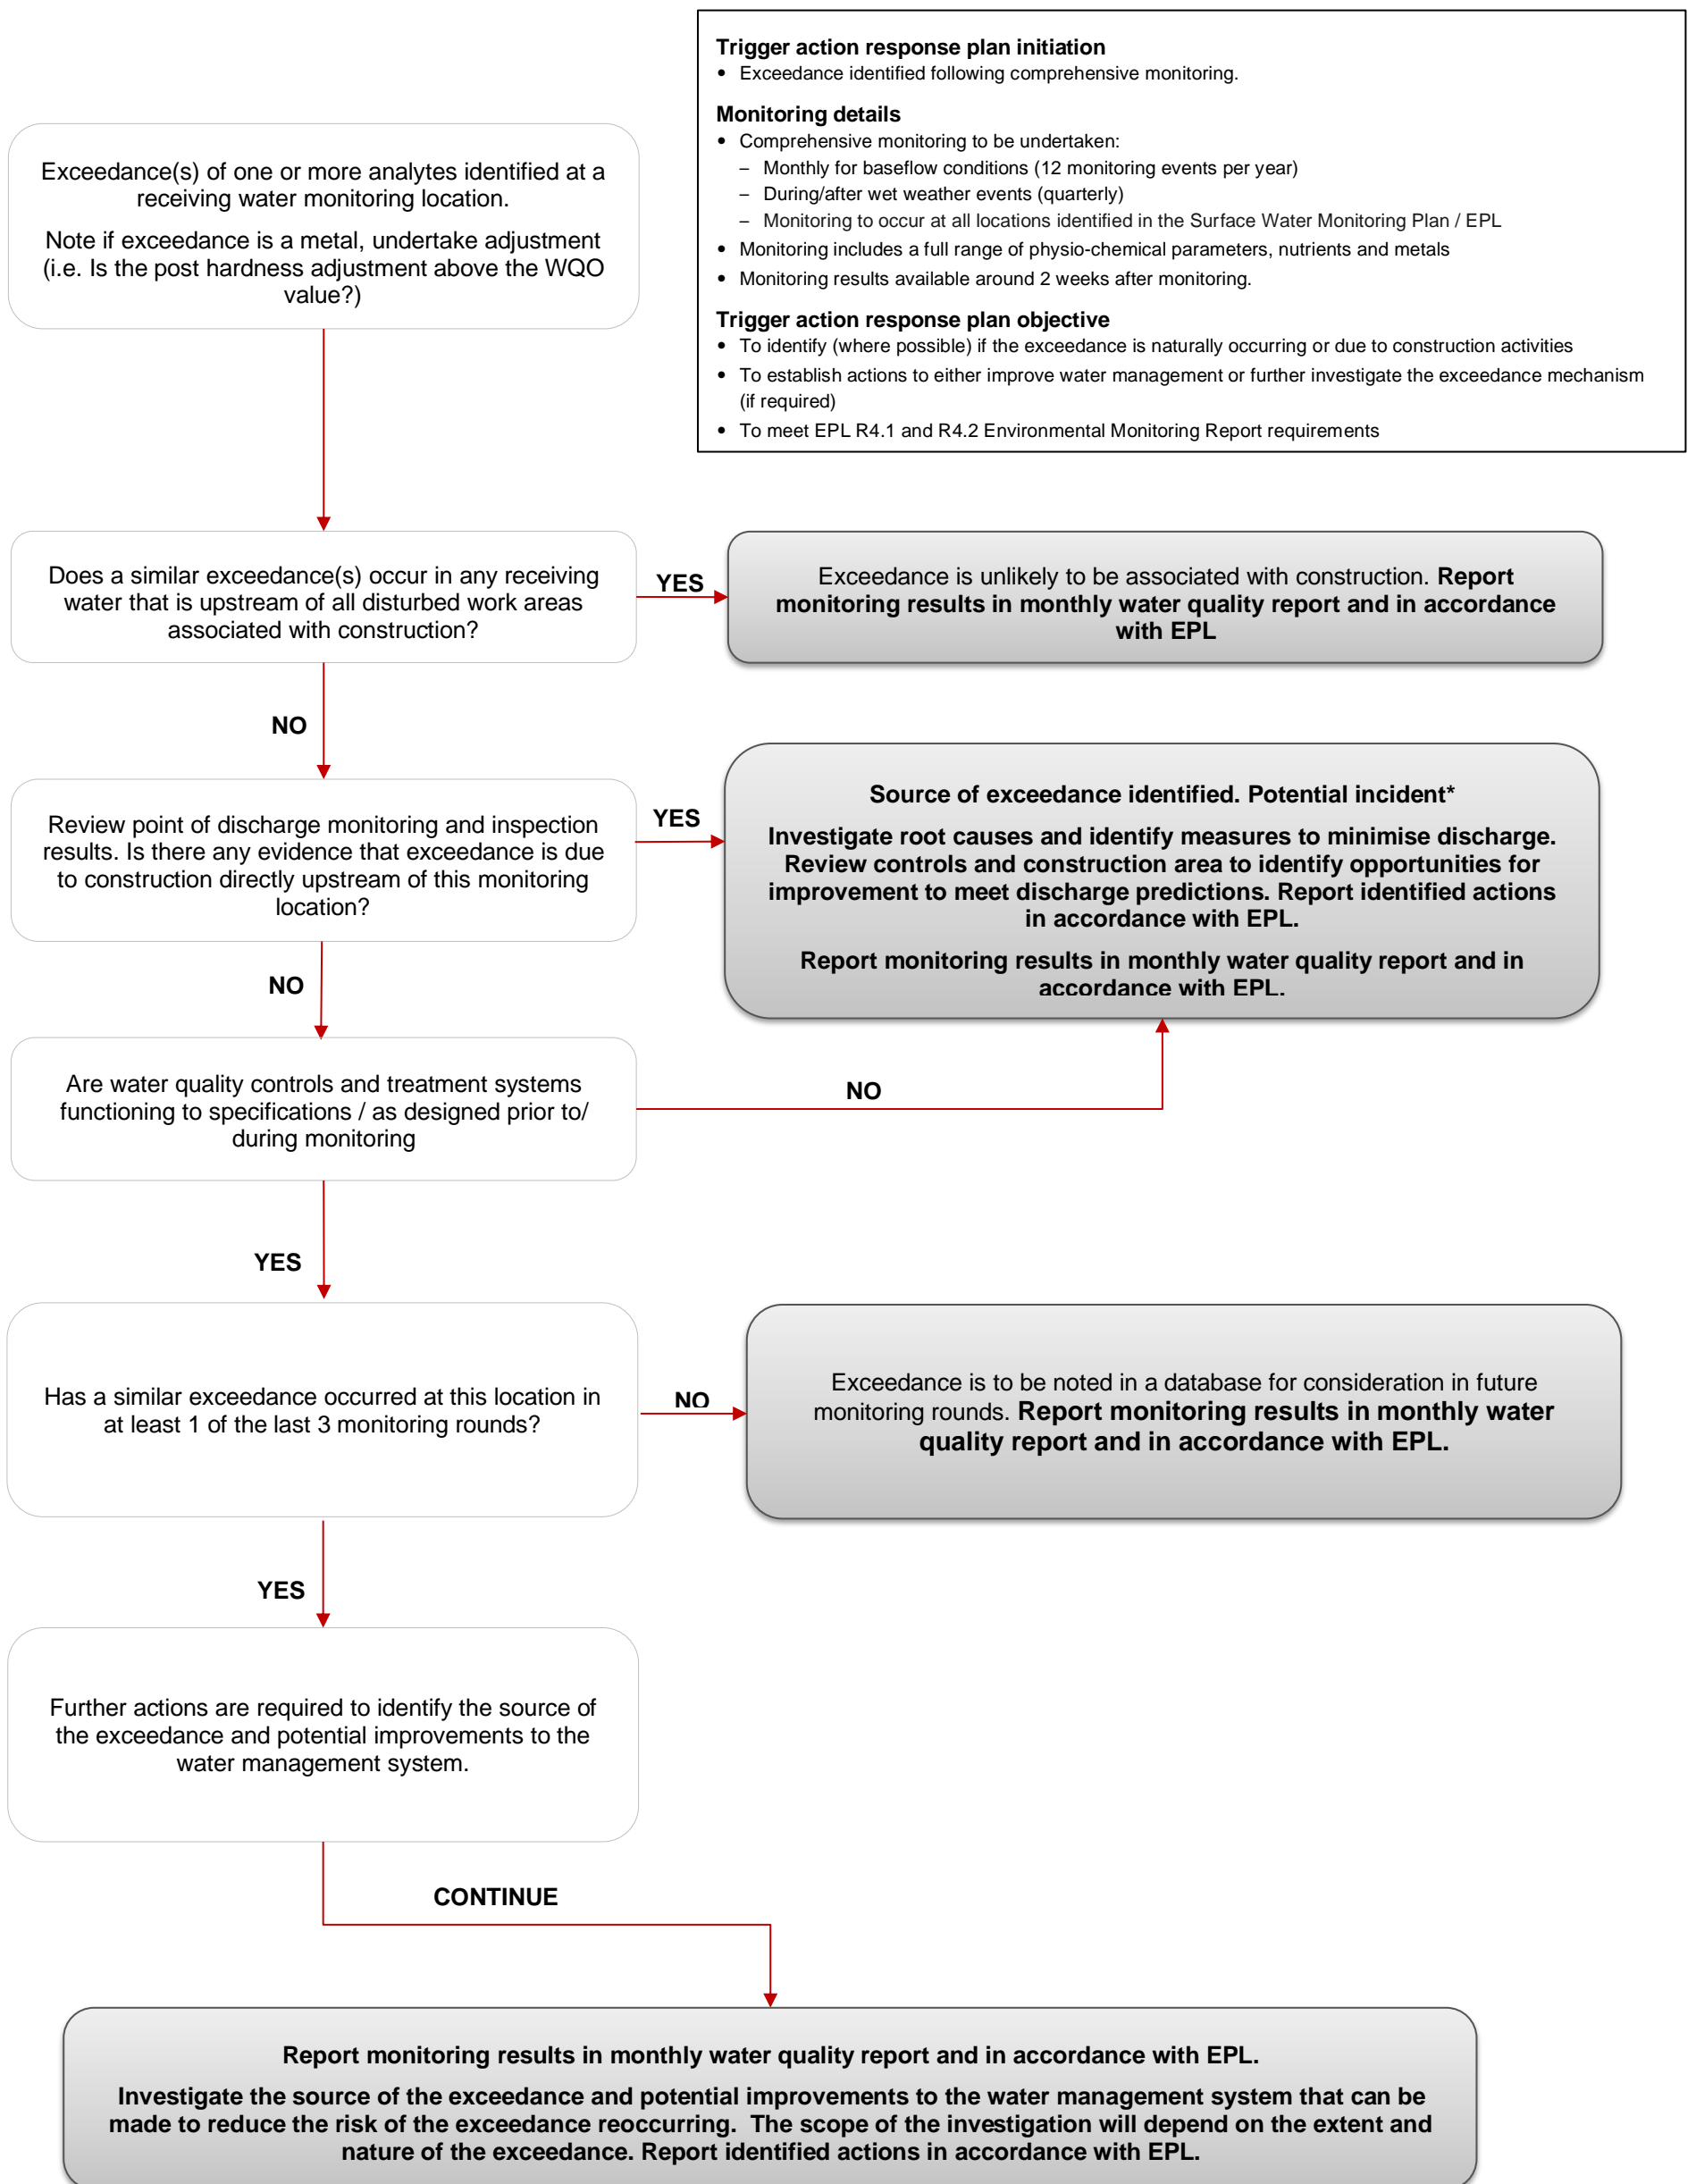 Trigger action response plan initiation
• Exceedance identified following comprehensive monitoring.
Monitoring details
• Comprehensive monitoring to be undertaken:
– Monthly for baseflow conditions (12 monitoring events per year)
– During/after wet weather events (quarterly)
– Monitoring to occur at all locations identified in the Surface Water Monitoring Plan / EPL
• Monitoring includes a full range of physio-chemical parameters, nutrients and metals
• Monitoring results available around 2 weeks after monitoring.
Trigger action response plan objective
• To identify (where possible) if the exceedance is naturally occurring or due to construction activities
• To establish actions to either improve water management or further investigate the exceedance mechanism
(if required)
• To meet EPL R4.1 and R4.2 Environmental Monitoring Report requirements
Exceedance(s) of one or more analytes identified at a
receiving water monitoring location.
Note if exceedance is a metal, undertake adjustment
(i.e. Is the post hardness adjustment above the WQO
value?)
Does a similar exceedance(s) occur in any receiving
water that is upstream of all disturbed work areas
associated with construction?
YES
Exceedance is unlikely to be associated with construction. Report
monitoring results in monthly water quality report and in accordance
with EPL
NO
Review point of discharge monitoring and inspection
results. Is there any evidence that exceedance is due
to construction directly upstream of this monitoring
location?
YES
Source of exceedance identified. Potential incident*
Investigate root causes and identify measures to minimise discharge.
Review controls and construction area to identify opportunities for
improvement to meet discharge predictions. Report identified actions
in accordance with EPL.
Report monitoring results in monthly water quality report and in
accordance with EPL.
NO
Are water quality controls and treatment systems
functioning to specifications / as designed prior to/
during monitoring
NO
YES
Has a similar exceedance occurred at this location in
at least 1 of the last 3 monitoring rounds?
NO
Exceedance is to be noted in a database for consideration in future
monitoring rounds. Report monitoring results in monthly water
quality report and in accordance with EPL.
YES
Further actions are required to identify the source of
the exceedance and potential improvements to the
water management system.
CONTINUE
Report monitoring results in monthly water quality report and in accordance with EPL.
Investigate the source of the exceedance and potential improvements to the water management system that can be
made to reduce the risk of the exceedance reoccurring. The scope of the investigation will depend on the extent and
nature of the exceedance. Report identified actions in accordance with EPL.